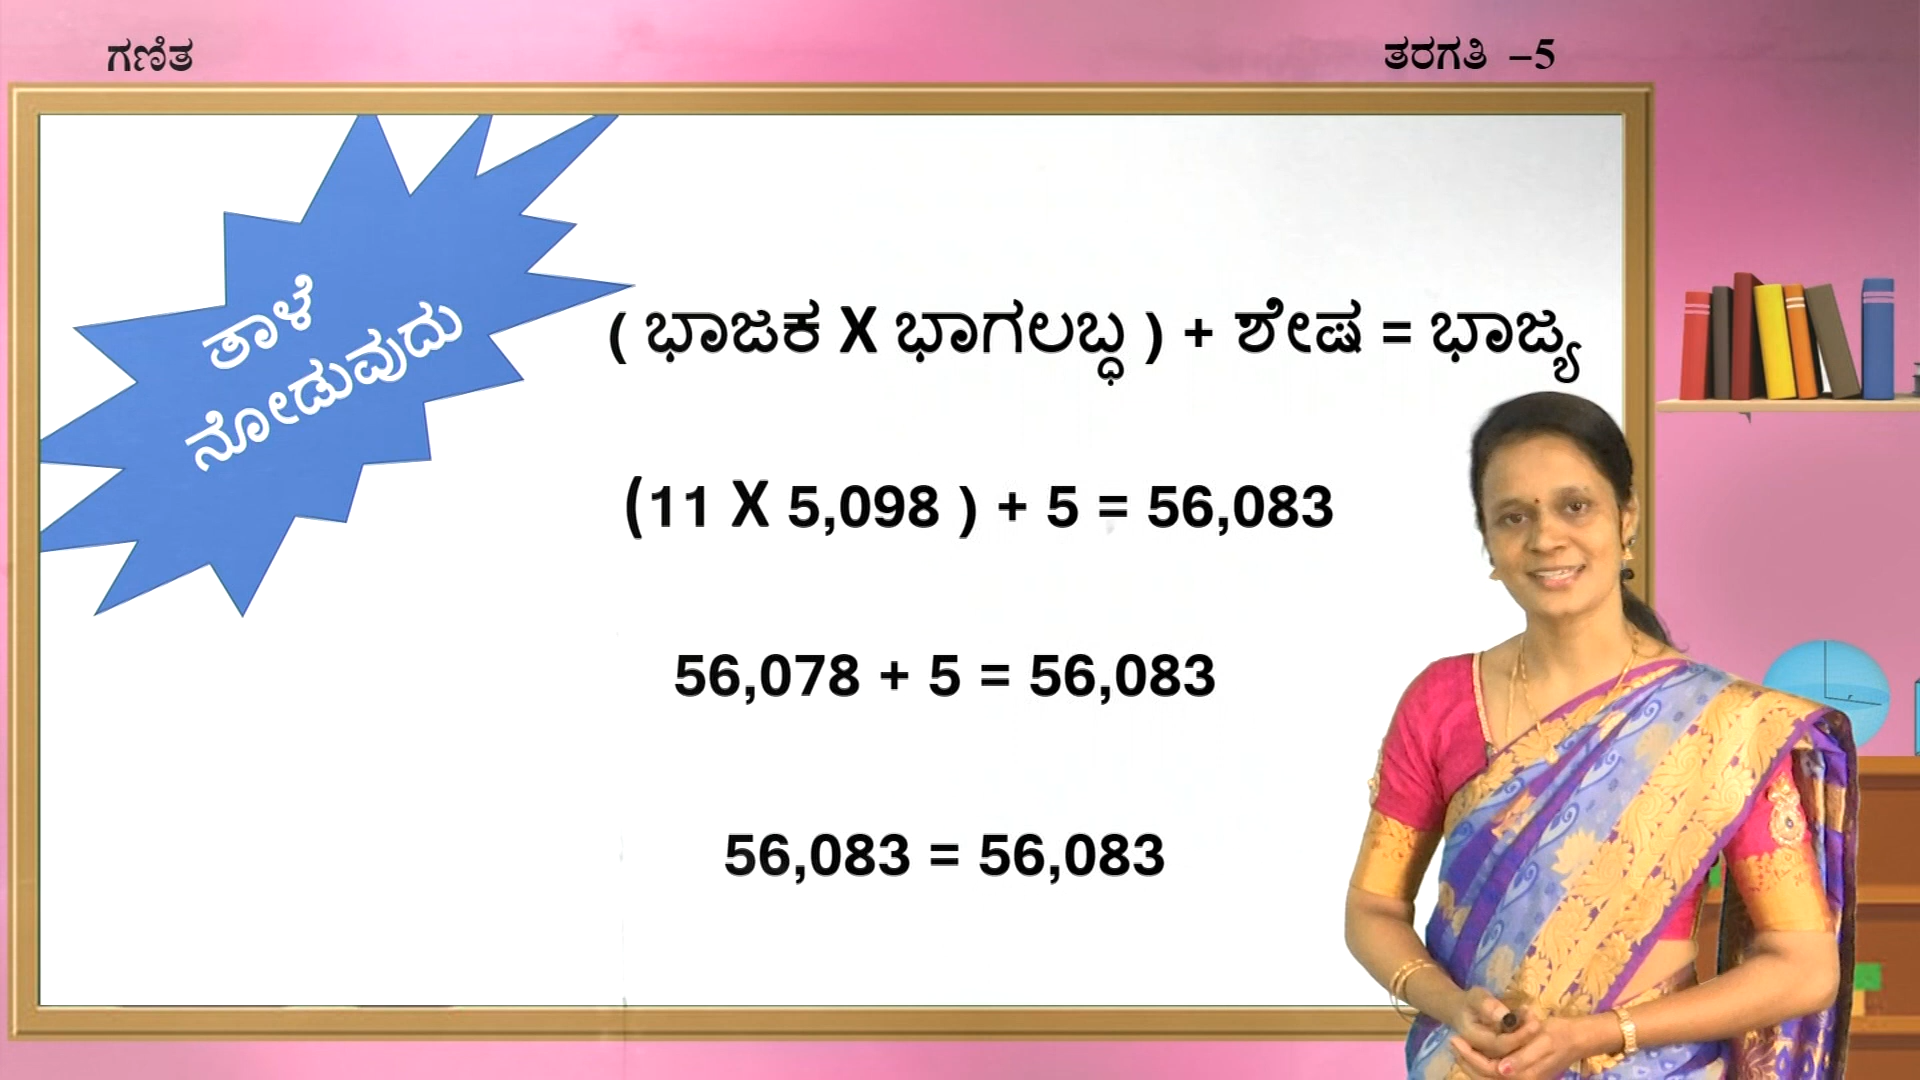 ಗಣಿತ
ತರಗತಿ –5
ತಾಳೆ
ನೋಡುವುದು
( ಭಾಜಕ X ಭಾಗಲಬ್ಧ ) + ಶೇಷ = ಭಾಜ್ಯ
(11 X 5,098 ) + 5 = 56,083
56,078 + 5 = 56,083
56,083 = 56,083